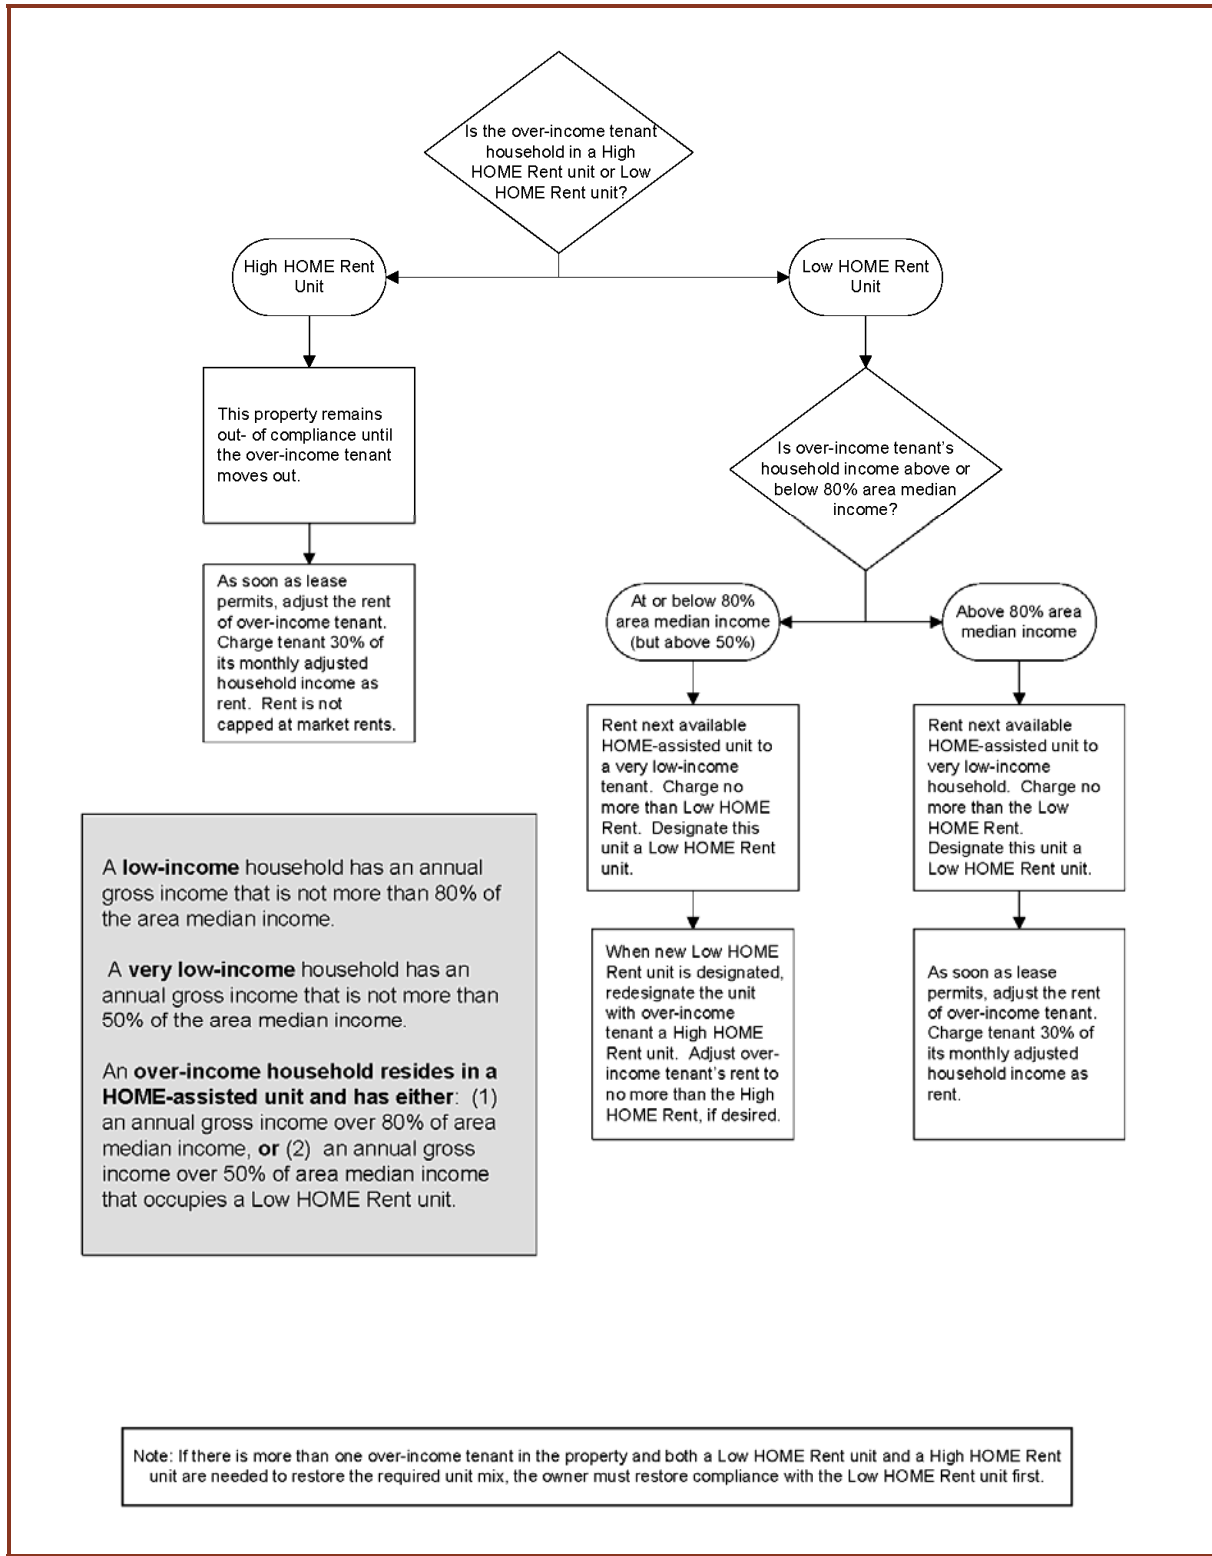 Is the over-income tenant
household in a High
HOME Rent unit or Low
HOME Rent unit?
High HOME Rent
Unit
Low HOME Rent
Unit
This property remains
out- of compliance until
the over-income tenant
moves out.
Is over-income tenant's
household income above or
below 80% area median
income?
As soon as lease
permits, adjust the rent
of over-income tenant.
Charge tenant 30% of
its monthly adjusted
household income as
rent.  Rent is not
capped at market rents.
At or below 80%
area median income
(but above 50%)
Above 80% area
median income
Rent next available
HOME-assisted unit to
a very low-income
tenant.  Charge no
more than Low HOME
Rent.  Designate this
unit a Low HOME Rent
unit.
Rent next available
HOME-assisted unit to
very low-income
household.  Charge no
more than the Low
HOME Rent.
Designate this unit a
Low HOME Rent unit.
When new Low HOME
Rent unit is designated,
redesignate the unit
with over-income
tenant a High HOME
Rent unit.  Adjust over-
income tenant's rent to
no more than the High
HOME Rent, if desired.
As soon as lease
permits, adjust the rent
of over-income tenant.
Charge tenant 30% of
its monthly adjusted
household income as
rent.
A low-income household has an annual
gross income that is not more than 80% of
the area median income.
A very low-income household has an
annual gross income that is not more than
50% of the area median income.
An over-income household resides in a
HOME-assisted unit and has either:  (1)
an annual gross income over 80% of area
median income, or (2)  an annual gross
income over 50% of area median income
that occupies a Low HOME Rent unit.
Note: If there is more than one over-income tenant in the property and both a Low HOME Rent unit and a High HOME Rent
unit are needed to restore the required unit mix, the owner must restore compliance with the Low HOME Rent unit first.